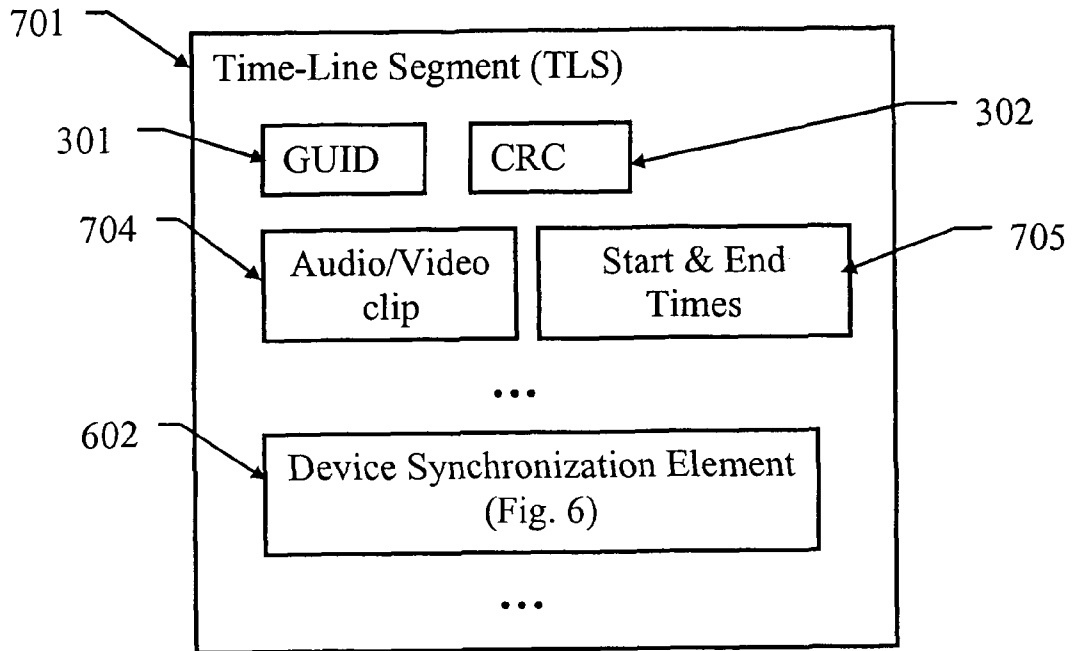 701
Time-Line Segment (TLS)
301
GUID
CRC
302
704
Audio/Video
clip
Start & End
Times
705
...
602
Device Synchronization Element
(Fig. 6)
...